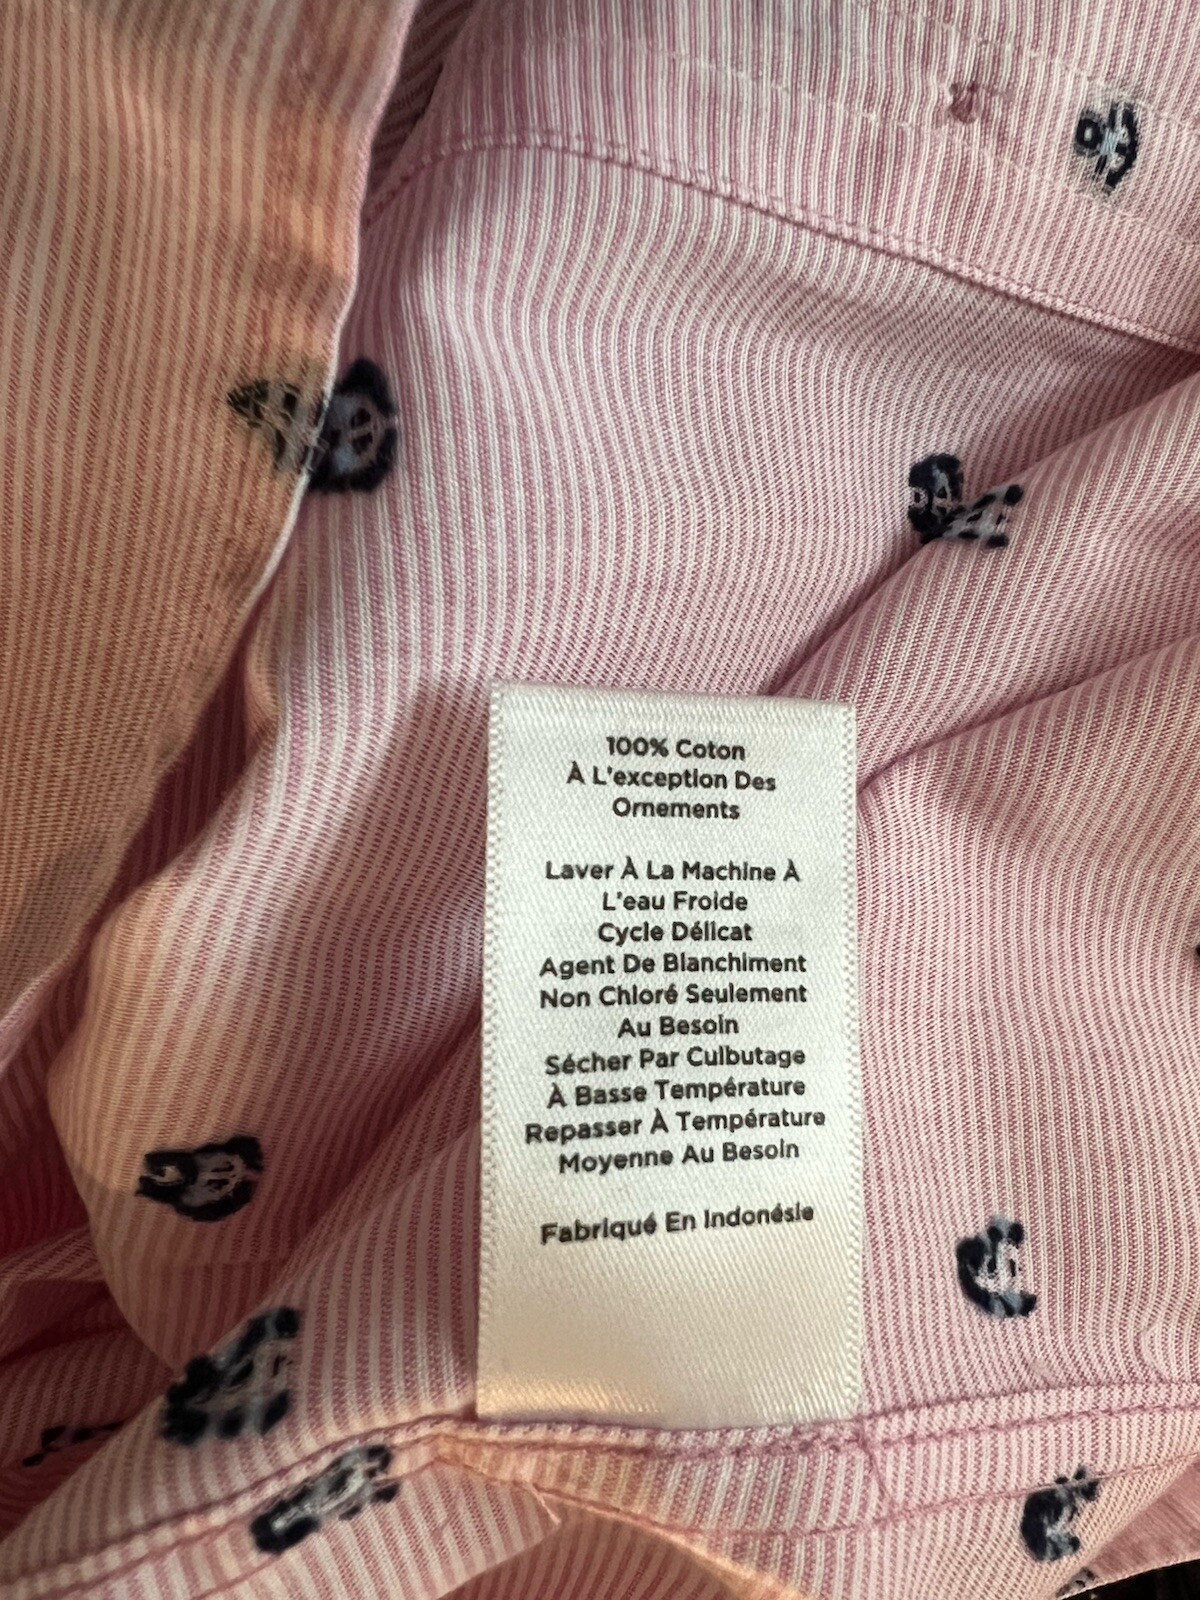 100% Coton
À L'exception Des
Ornements
Laver À La Machine À
L'eau Froide
Cycle Délicat
Agent De Blanchiment
Non Chloré Seulement
Au Besoin
Sécher Par Culbutage
À Basse Température
Repasser À Température
Moyenne Au Besoin
Fabriqué En Indonésie